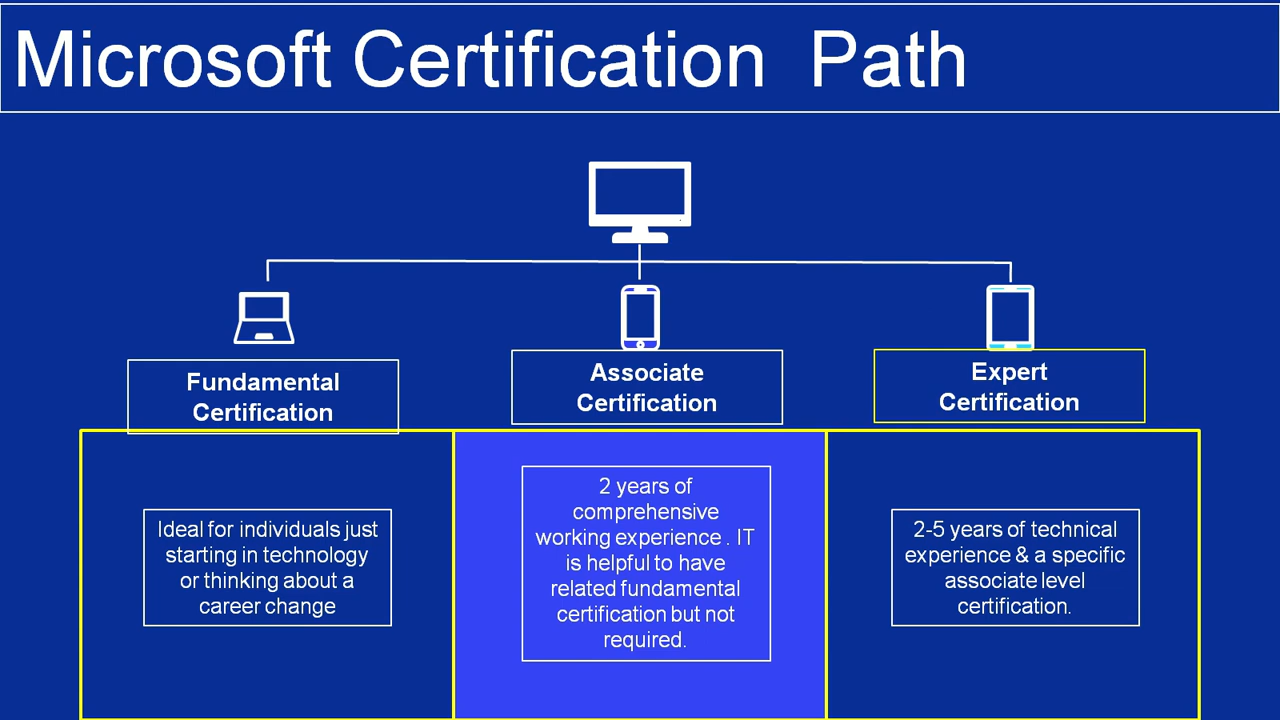 Microsoft Certification  Path
Fundamental
Certification
Associate
Certification
Expert
Certification
Ideal for individuals just
starting in technology
or thinking about a
career change
2 years of
comprehensive
working experience . IT
is helpful to have
related fundamental
certification but not
required.
2-5 years of technical
experience & a specific
associate level
certification.